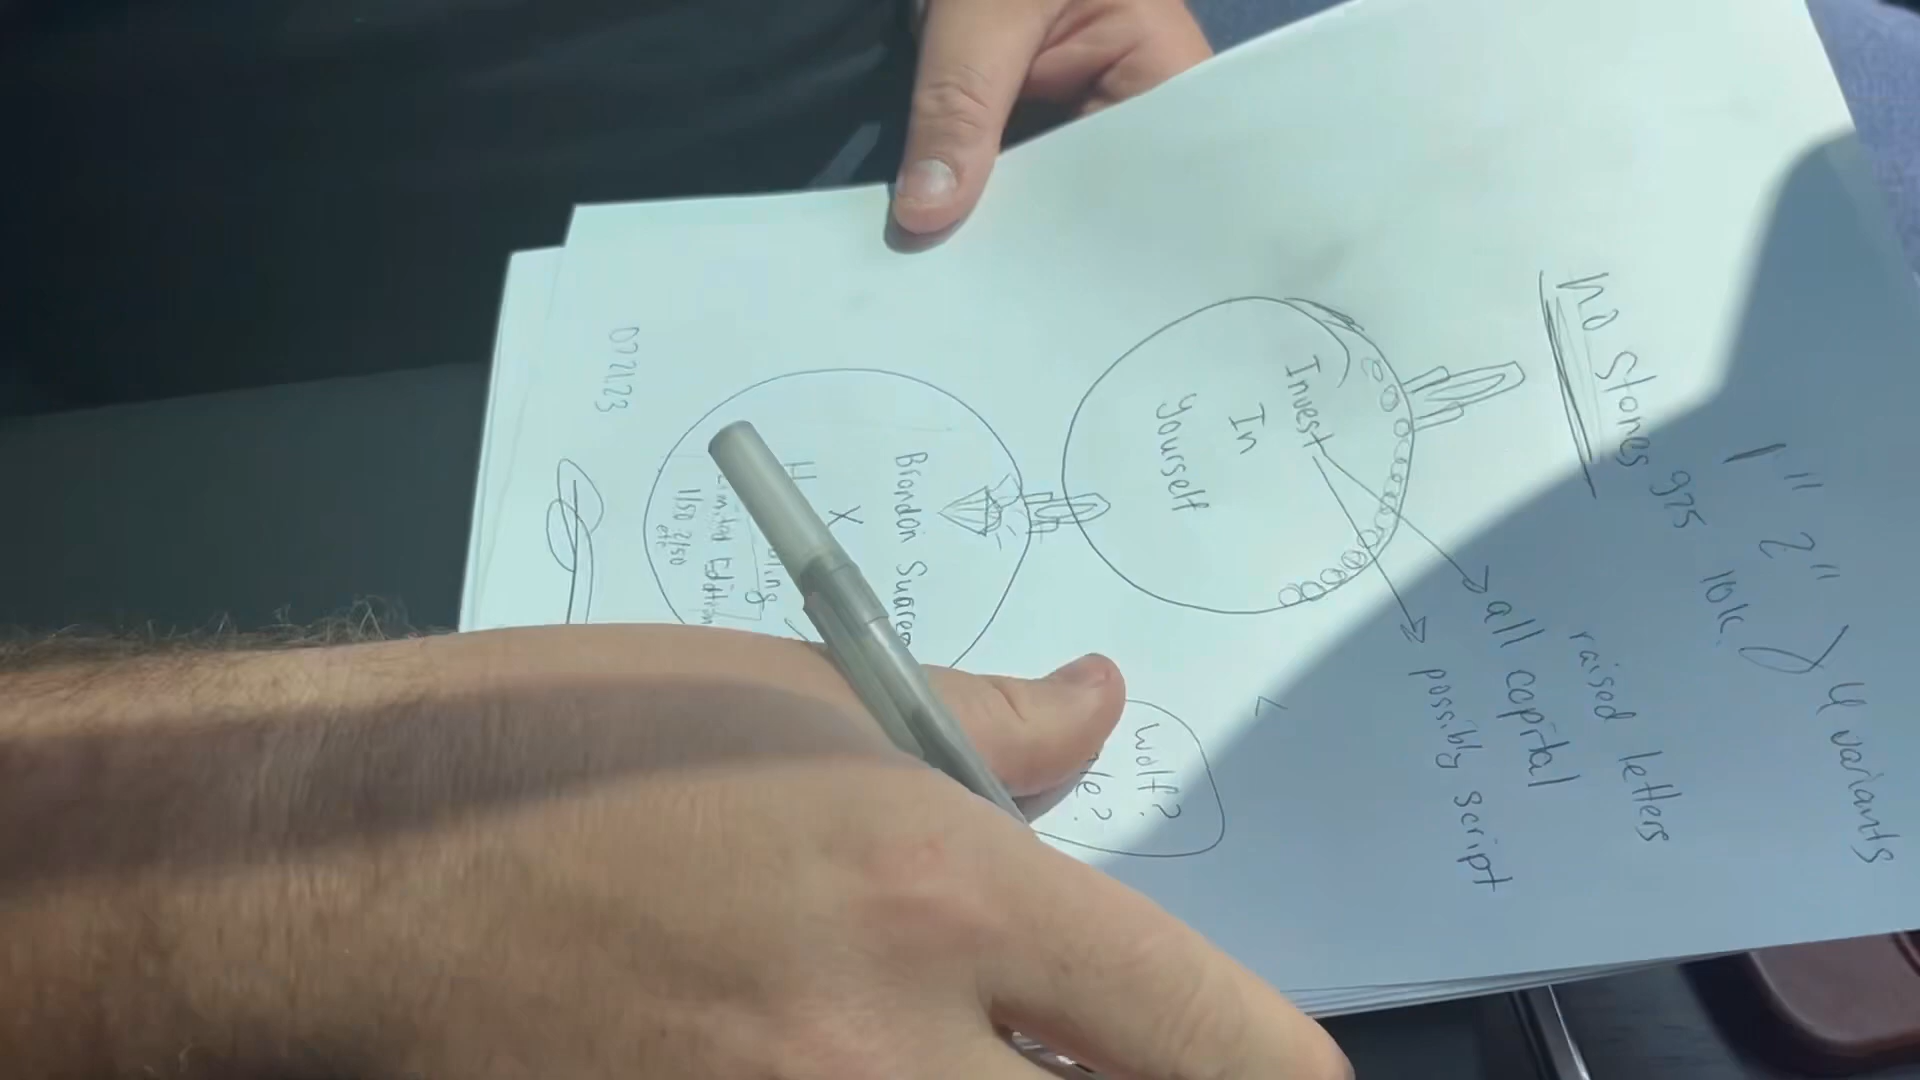 1" 2" 4 variants
no stones 925 10k
raised letters
all capital
possibly script
Invest
In
yourself
Wolf?
Brandon Suarez
X
H
Limited Edition
1/50 2/50
etc
072123